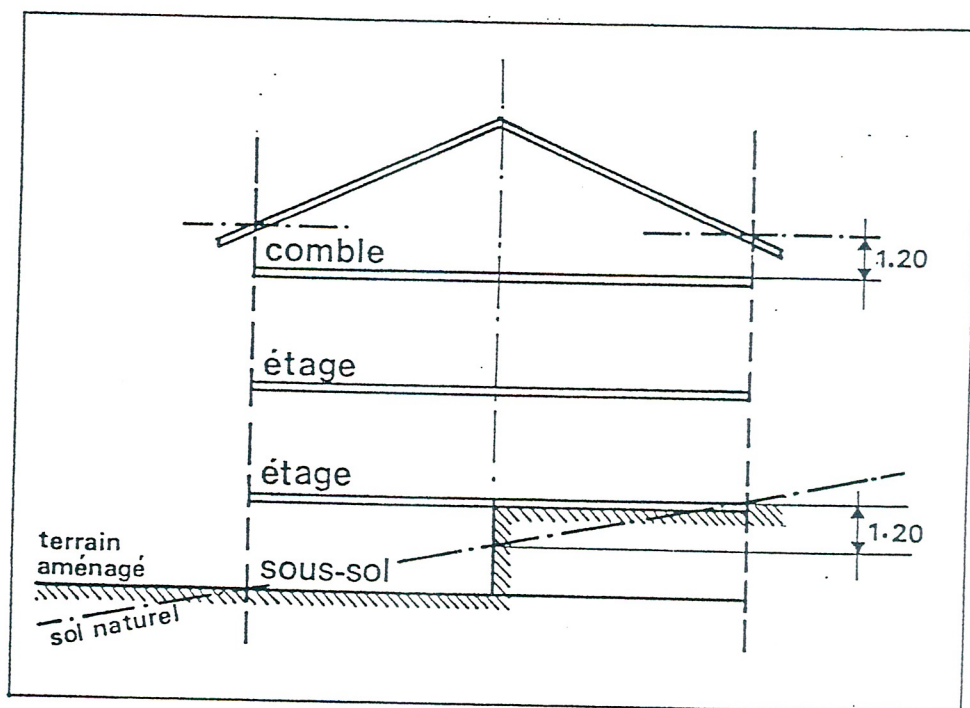 comble
1.20
étage
étage
1.20
terrain
aménagé
sous-sol
sol naturel